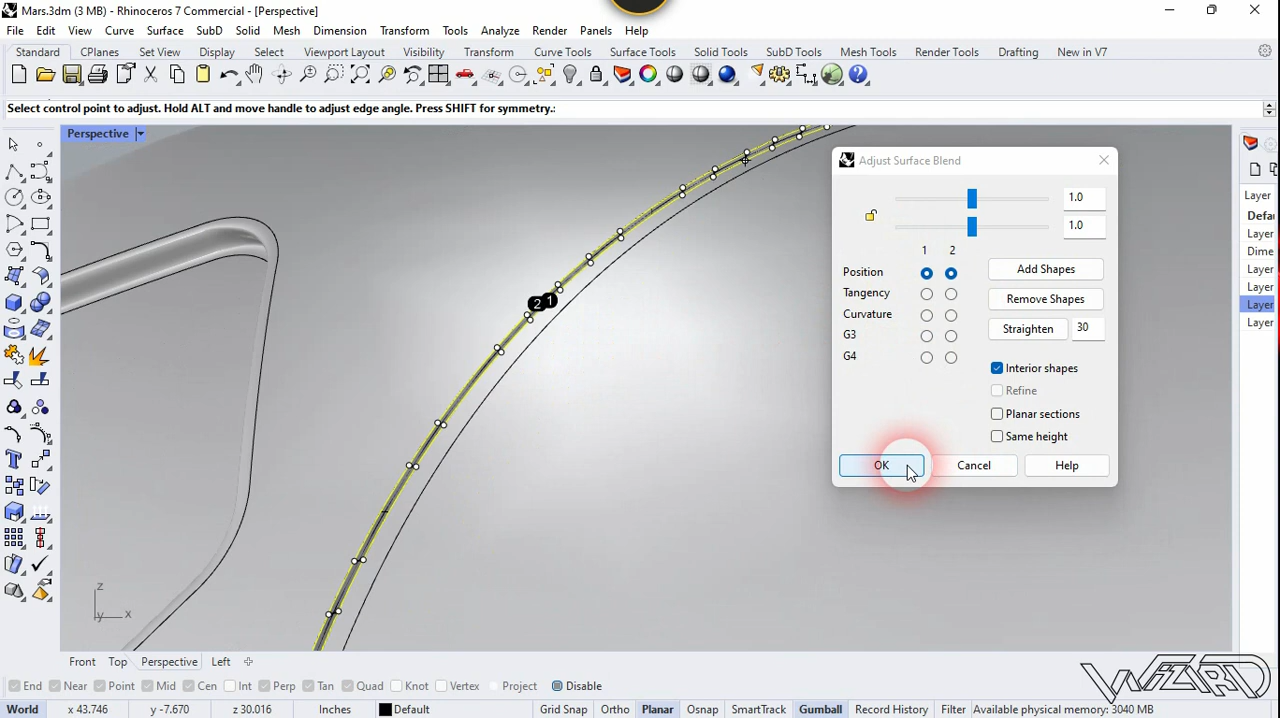 Mars.3dm (3 MB) - Rhinoceros 7 Commercial - [Perspective]
File Edit View Curve Surface SubD Solid Mesh Dimension Transform Tools Analyze Render Panels Help
Standard CPlanes Set View Display Select Viewport Layout Visibility Transform Curve Tools Surface Tools Solid Tools SubD Tools Mesh Tools Render Tools Drafting New in V7
Select control point to adjust. Hold ALT and move handle to adjust edge angle. Press SHIFT for symmetry.:
Perspective
Adjust Surface Blend
1.0
1.0
1 2
Position
Tangency
Curvature
G3
G4
Add Shapes
Remove Shapes
Straighten 30
Interior shapes
Refine
Planar sections
Same height
OK Cancel Help
2 1
Layer
Defa
Layer
Dime
Layer
Layer
Layer
Layer
z
y x
Front Top Perspective Left
End Near Point Mid Cen Int Perp Tan Quad Knot Vertex Project Disable
World x 43.746 y -7.670 z 30.016 Inches Default Grid Snap Ortho Planar Osnap SmartTrack Gumball Record History Filter Available physical memory: 3040 MB
WIZARD